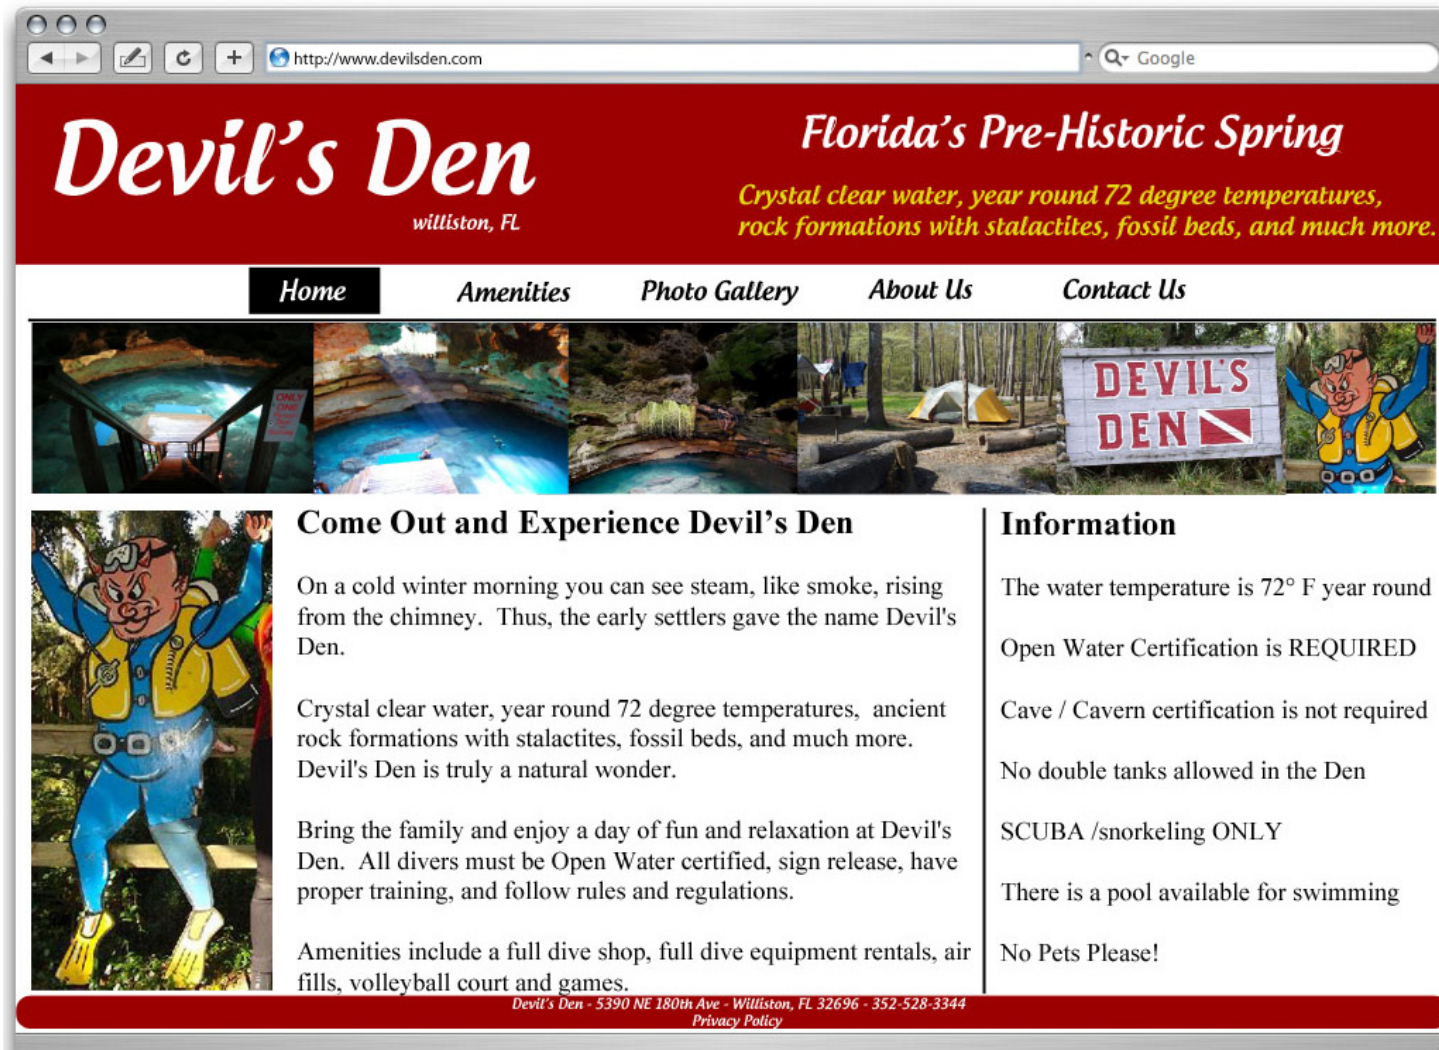 http://www.devilsden.com
Google
Devil's Den
williston, FL
Florida's Pre-Historic Spring
Crystal clear water, year round 72 degree temperatures,
rock formations with stalactites, fossil beds, and much more.
Home
Amenities
Photo Gallery
About Us
Contact Us
ONLY
ONE
DEVIL'S
DEN
Come Out and Experience Devil's Den
On a cold winter morning you can see steam, like smoke, rising
from the chimney.  Thus, the early settlers gave the name Devil's
Den.
Crystal clear water, year round 72 degree temperatures,  ancient
rock formations with stalactites, fossil beds, and much more.
Devil's Den is truly a natural wonder.
Bring the family and enjoy a day of fun and relaxation at Devil's
Den.  All divers must be Open Water certified, sign release, have
proper training, and follow rules and regulations.
Amenities include a full dive shop, full dive equipment rentals, air
fills, volleyball court and games.
Information
The water temperature is 72° F year round
Open Water Certification is REQUIRED
Cave / Cavern certification is not required
No double tanks allowed in the Den
SCUBA /snorkeling ONLY
There is a pool available for swimming
No Pets Please!
Devil's Den - 5390 NE 180th Ave - Williston, FL 32696 - 352-528-3344
Privacy Policy